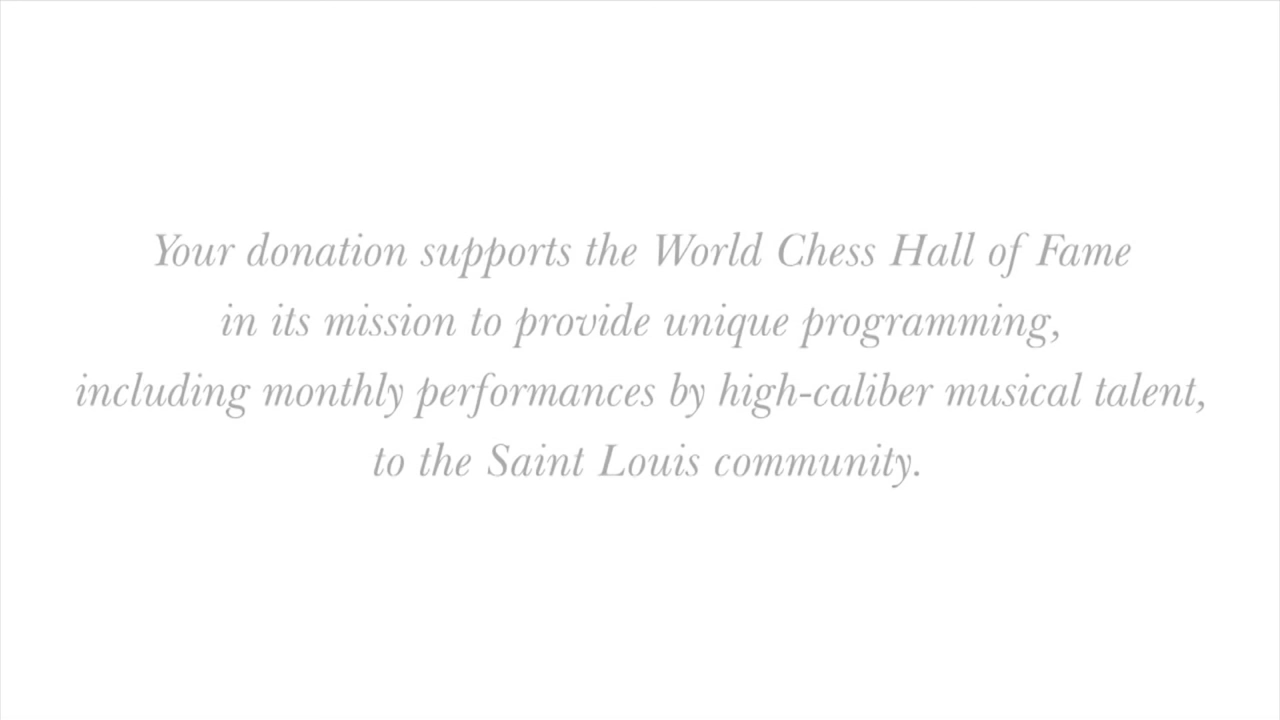 Your donation supports the World Chess Hall of Fame
in its mission to provide unique programming,
including monthly performances by high-caliber musical talent,
to the Saint Louis community.